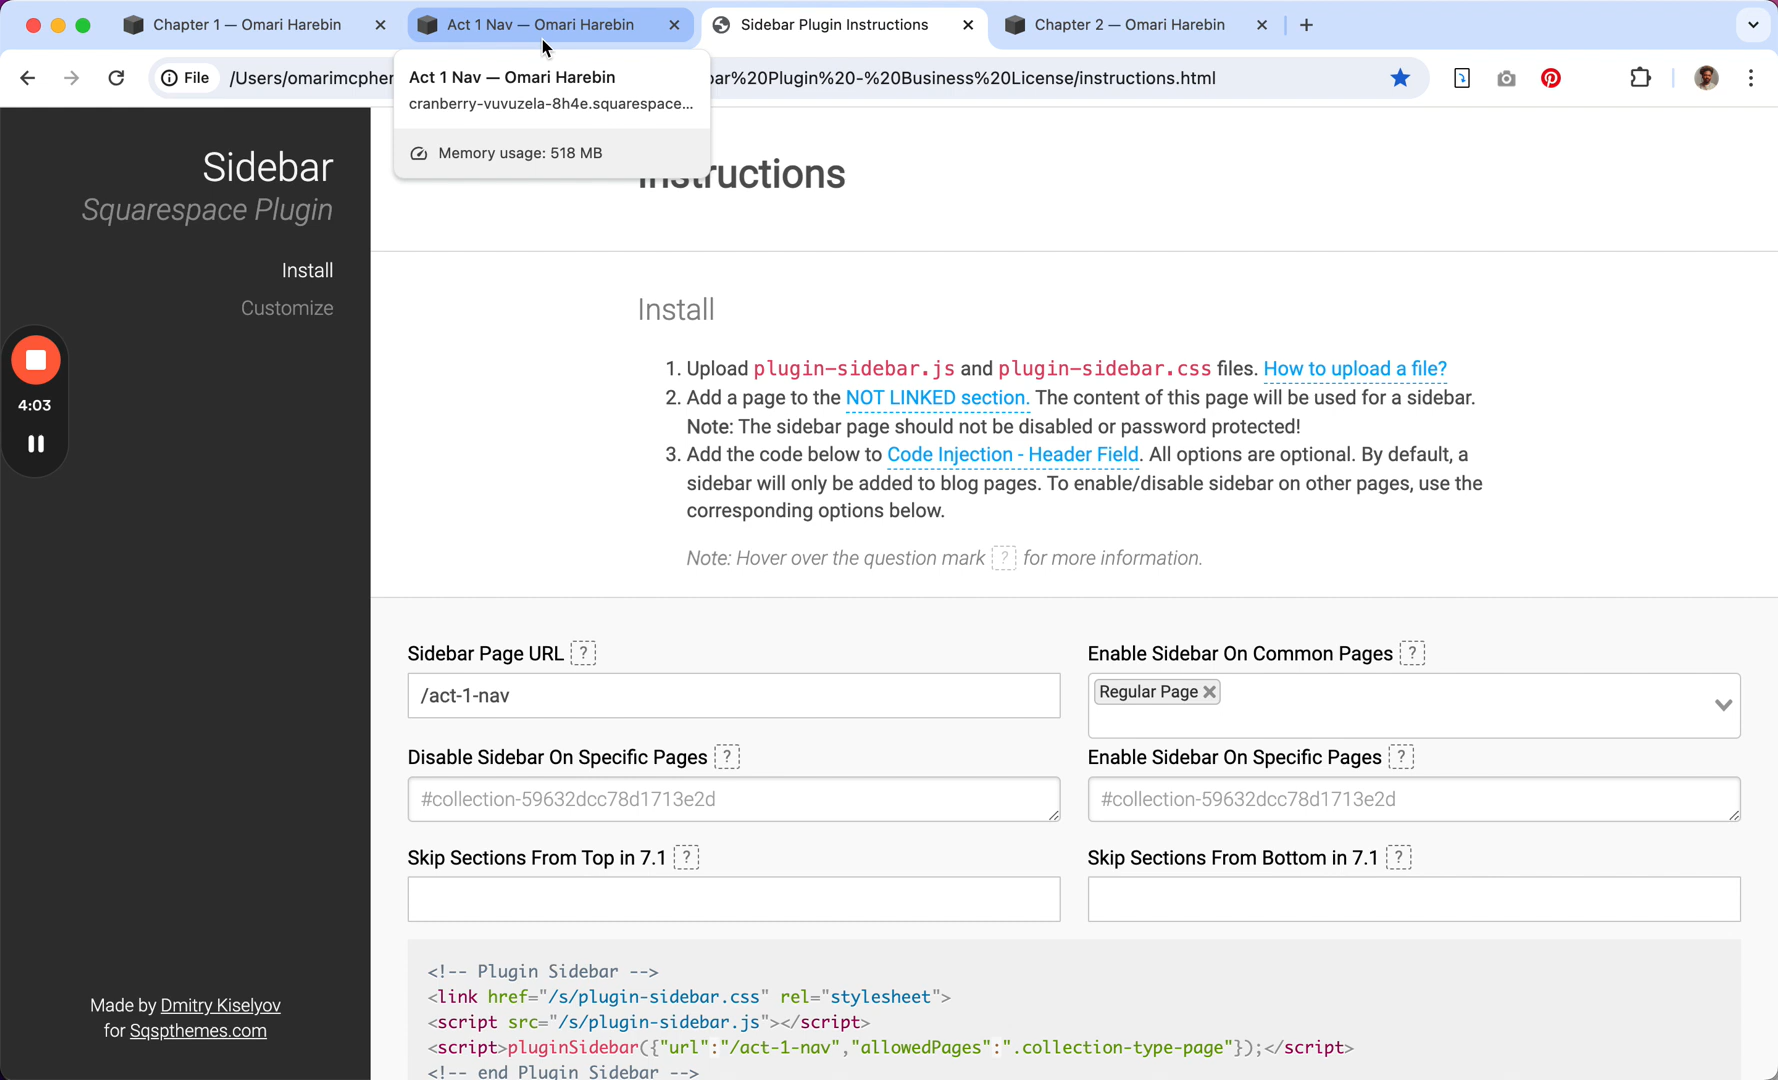 Chapter 1 — Omari Harebin
Act 1 Nav — Omari Harebin
Sidebar Plugin Instructions
Chapter 2 — Omari Harebin
File
/Users/omarimcpher
ar%20Plugin%20-%20Business%20License/instructions.html
Act 1 Nav — Omari Harebin
cranberry-vuvuzela-8h4e.squarespace...
Memory usage: 518 MB
Sidebar
Squarespace Plugin
Install
Customize
4:03
Made by Dmitry Kiselyov
for Sqspthemes.com
Instructions
Install
1. Upload plugin-sidebar.js and plugin-sidebar.css files. How to upload a file?
2. Add a page to the NOT LINKED section. The content of this page will be used for a sidebar.
Note: The sidebar page should not be disabled or password protected!
3. Add the code below to Code Injection - Header Field. All options are optional. By default, a
sidebar will only be added to blog pages. To enable/disable sidebar on other pages, use the
corresponding options below.
Note: Hover over the question mark ? for more information.
Sidebar Page URL ?
/act-1-nav
Enable Sidebar On Common Pages ?
Regular Page
Disable Sidebar On Specific Pages ?
#collection-59632dcc78d1713e2d
Enable Sidebar On Specific Pages ?
#collection-59632dcc78d1713e2d
Skip Sections From Top in 7.1 ?
Skip Sections From Bottom in 7.1 ?
<!-- Plugin Sidebar -->
<link href="/s/plugin-sidebar.css" rel="stylesheet">
<script src="/s/plugin-sidebar.js"></script>
<script>pluginSidebar({"url":"/act-1-nav","allowedPages":".collection-type-page"});</script>
<!-- end Plugin Sidebar -->